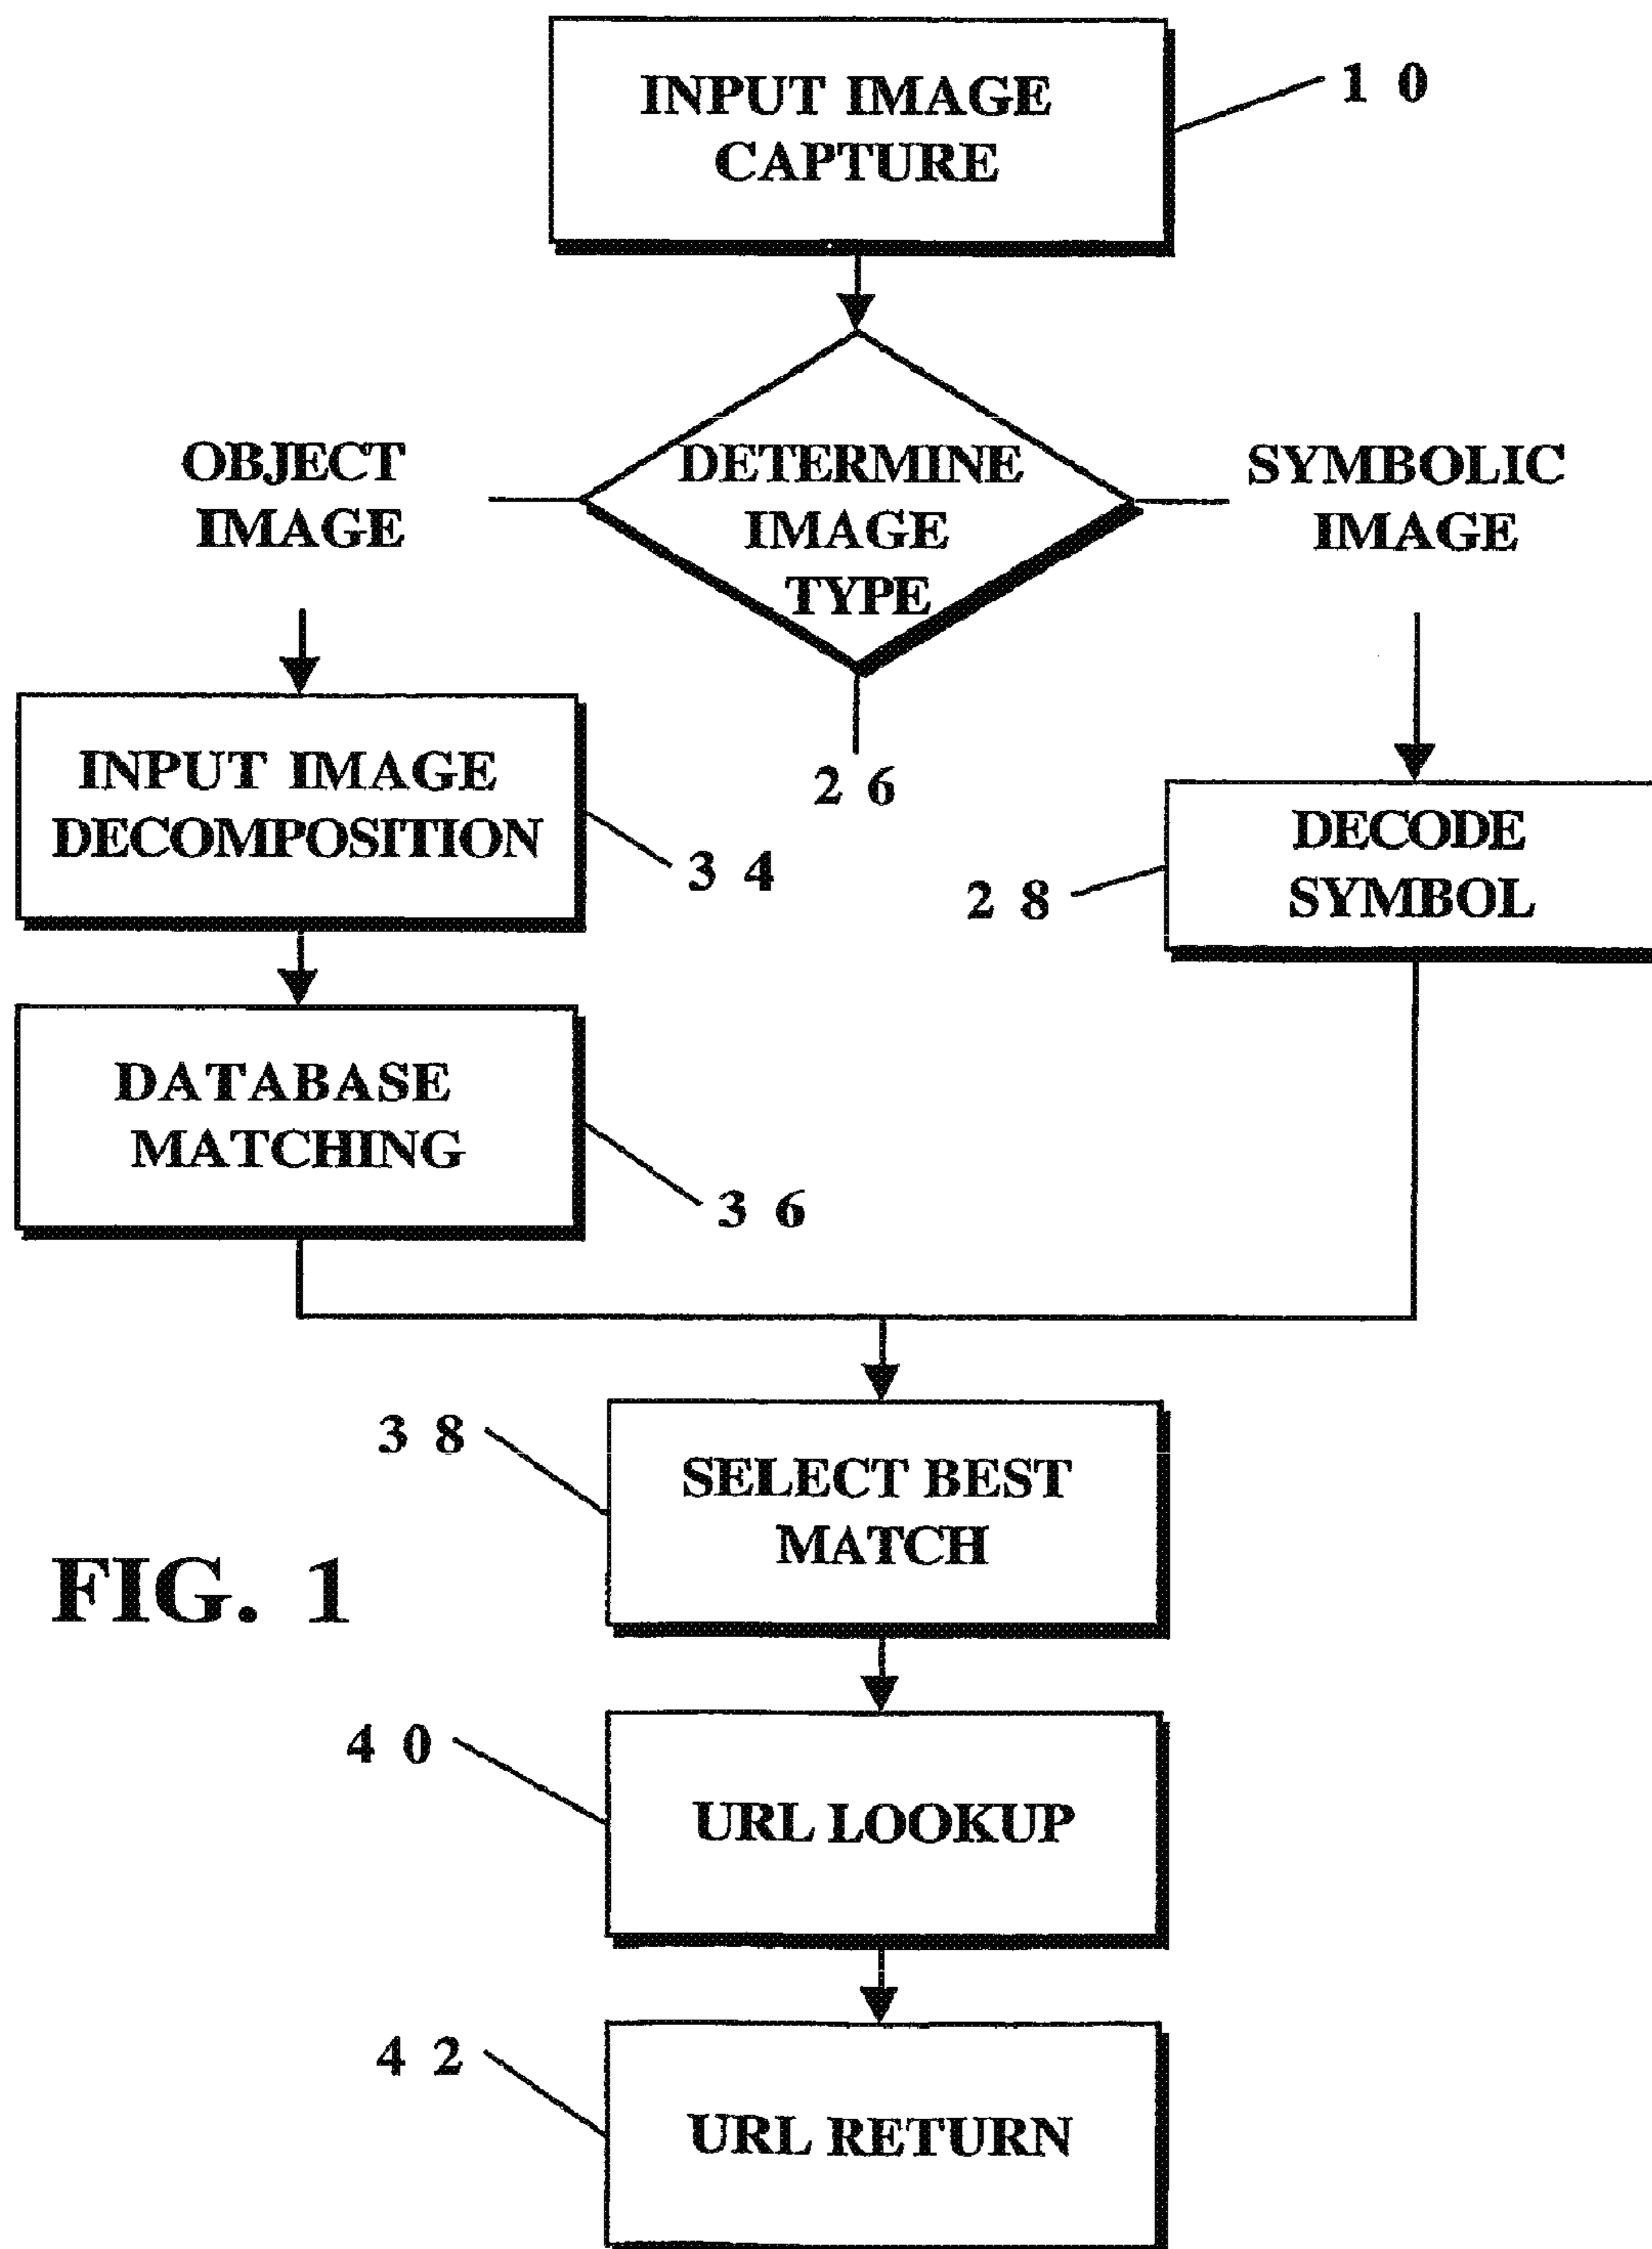 INPUT IMAGE
CAPTURE
1 0
DETERMINE
IMAGE
TYPE
2 6
OBJECT
IMAGE
SYMBOLIC
IMAGE
INPUT IMAGE
DECOMPOSITION
3 4
DECODE
SYMBOL
2 8
DATABASE
MATCHING
3 6
3 8
SELECT BEST
MATCH
FIG. 1
4 0
URL LOOKUP
4 2
URL RETURN